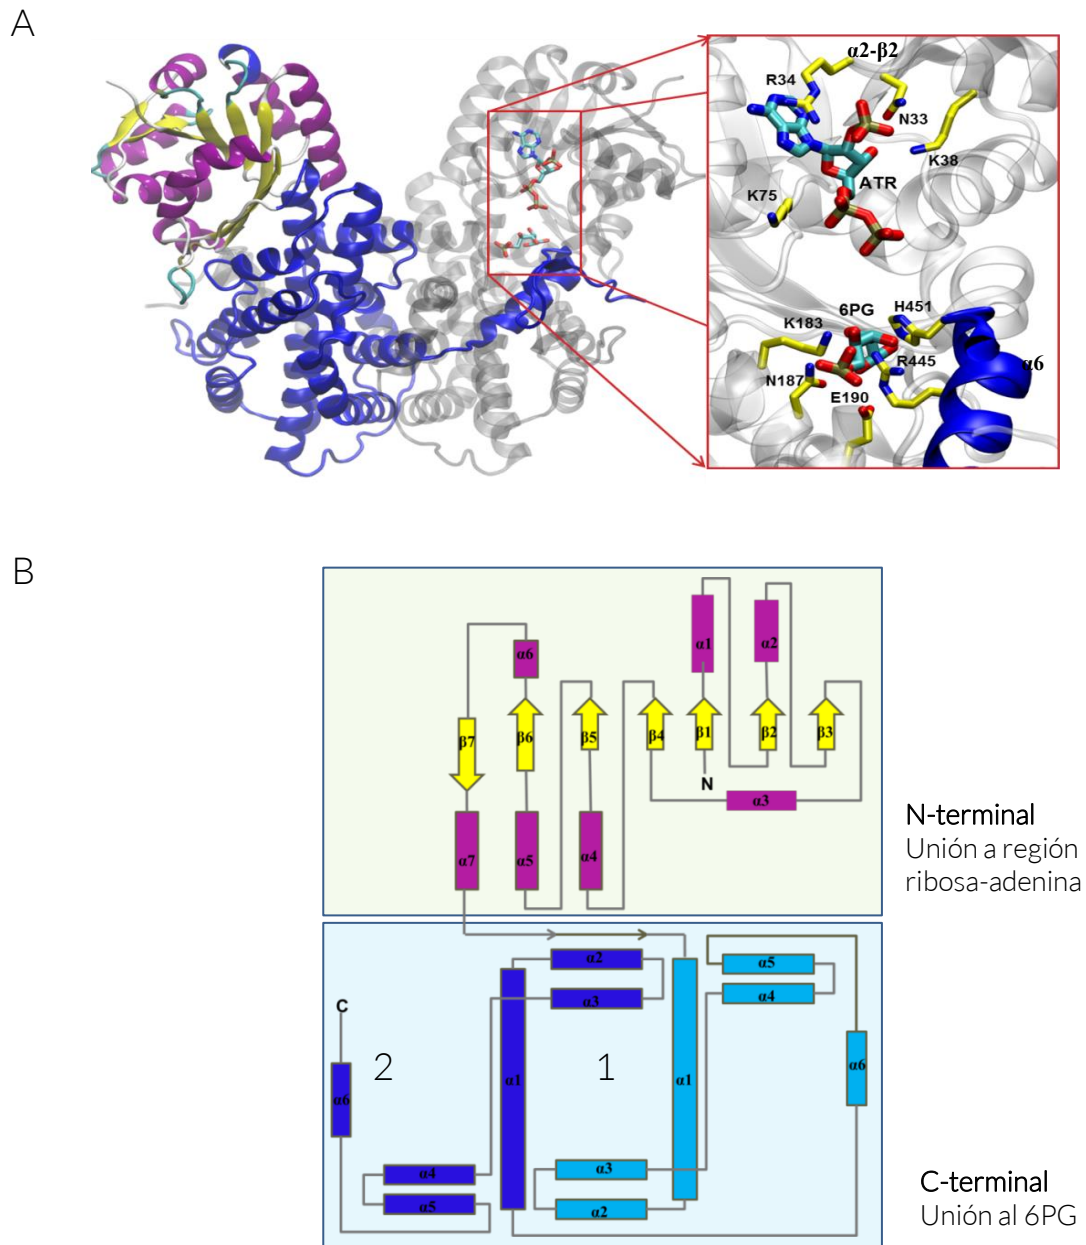 A
α2-β2
R34
N33
K38
ATR
K75
6PG
H451
K183
R445
N187
α6
E190
B
α6
α1
α2
β7
β6
β5
β4
β1
β2
β3
N
α3
α7
α5
α4
N-terminal
Unión a región
ribosa-adenina
α2
α3
α5
α4
C
2
1
α6
α1
α1
α6
α4
α5
α3
α2
C-terminal
Unión al 6PG